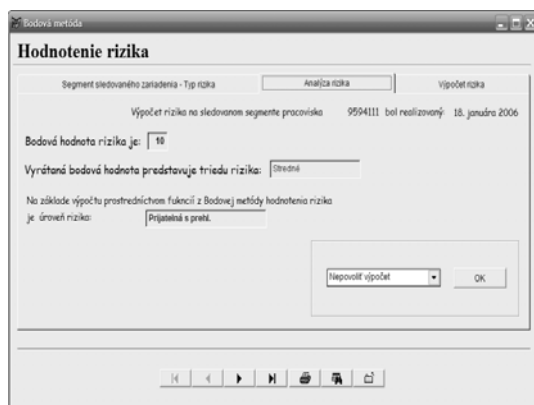 Bodová metóda
Hodnotenie rizika
Segment sledovaného zariadenia - Typ rizika
Analýza rizika
Výpočet rizika
Výpočet rizika na sledovanom segmente pracoviska 9594111 bol realizovaný: 18. januára 2006
Bodová hodnota rizika je: 10
Vyrátaná bodová hodnota predstavuje triedu rizika: Stredné
Na základe výpočtu prostredníctvom fukncií z Bodovej metódy hodnotenia rizika
je úroveň rizika: Prijateľná s prehl.
Nepovoliť výpočet
OK